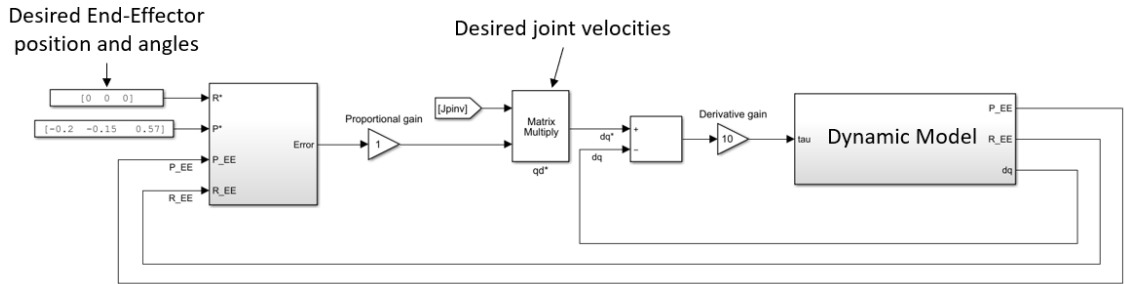 Desired End-Effector
position and angles
Desired joint velocities
[0 0 0]
[-0.2 -0.15 0.57]
R*
P*
P_EE
R_EE
P_EE
R_EE
Error
Proportional gain
1
[Jpinv]
Matrix
Multiply
qd*
dq*
dq
+
−
Derivative gain
10
tau
Dynamic Model
P_EE
R_EE
dq